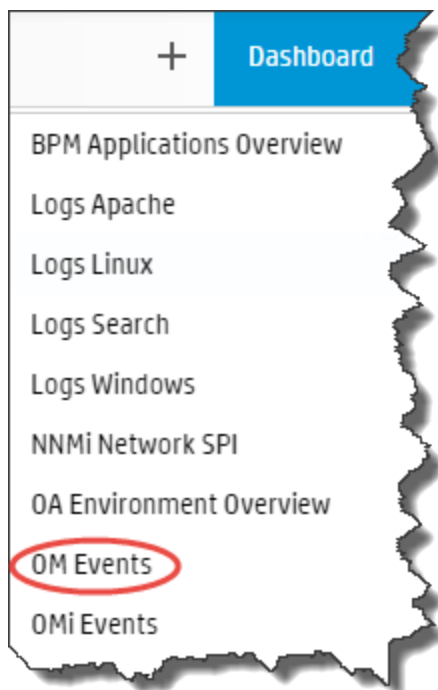 + Dashboard
BPM Applications Overview
Logs Apache
Logs Linux
Logs Search
Logs Windows
NNMi Network SPI
OA Environment Overview
OM Events
OMi Events